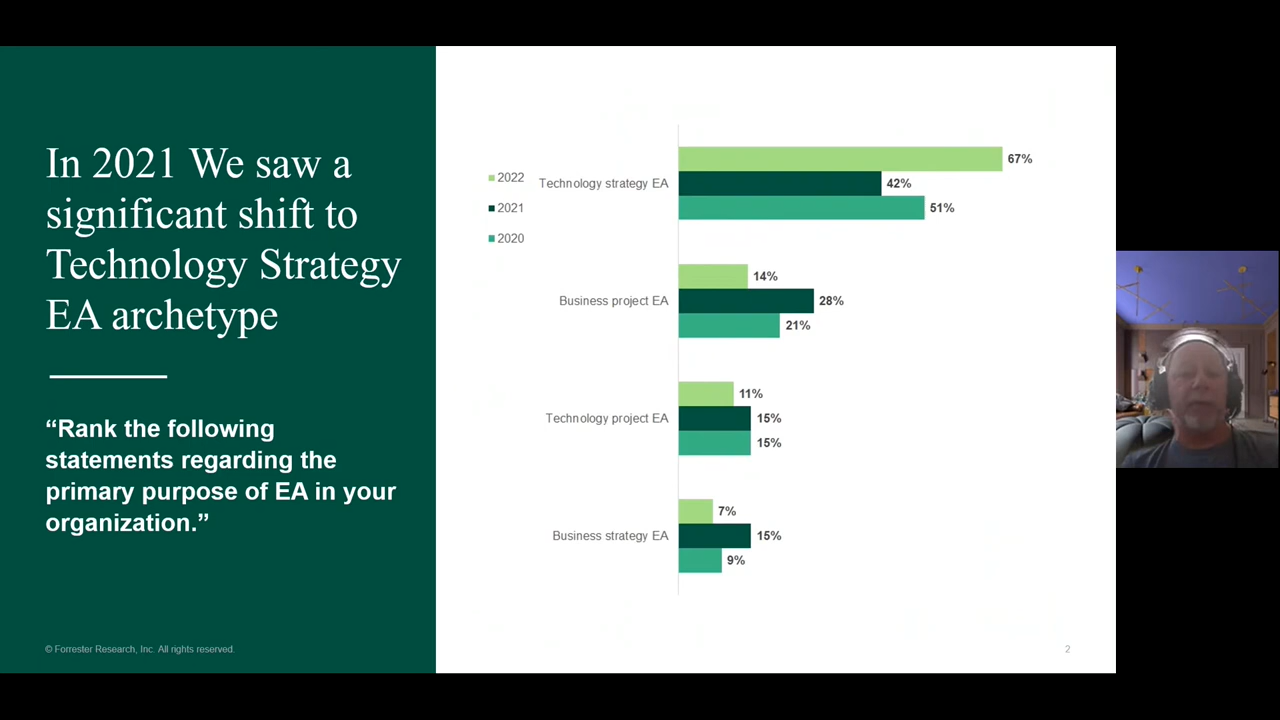 In 2021 We saw a
significant shift to
Technology Strategy
EA archetype
“Rank the following
statements regarding the
primary purpose of EA in your
organization.”
© Forrester Research, Inc. All rights reserved.
2022
2021
2020
Technology strategy EA
67%
42%
51%
Business project EA
14%
28%
21%
Technology project EA
11%
15%
15%
Business strategy EA
7%
15%
9%
2